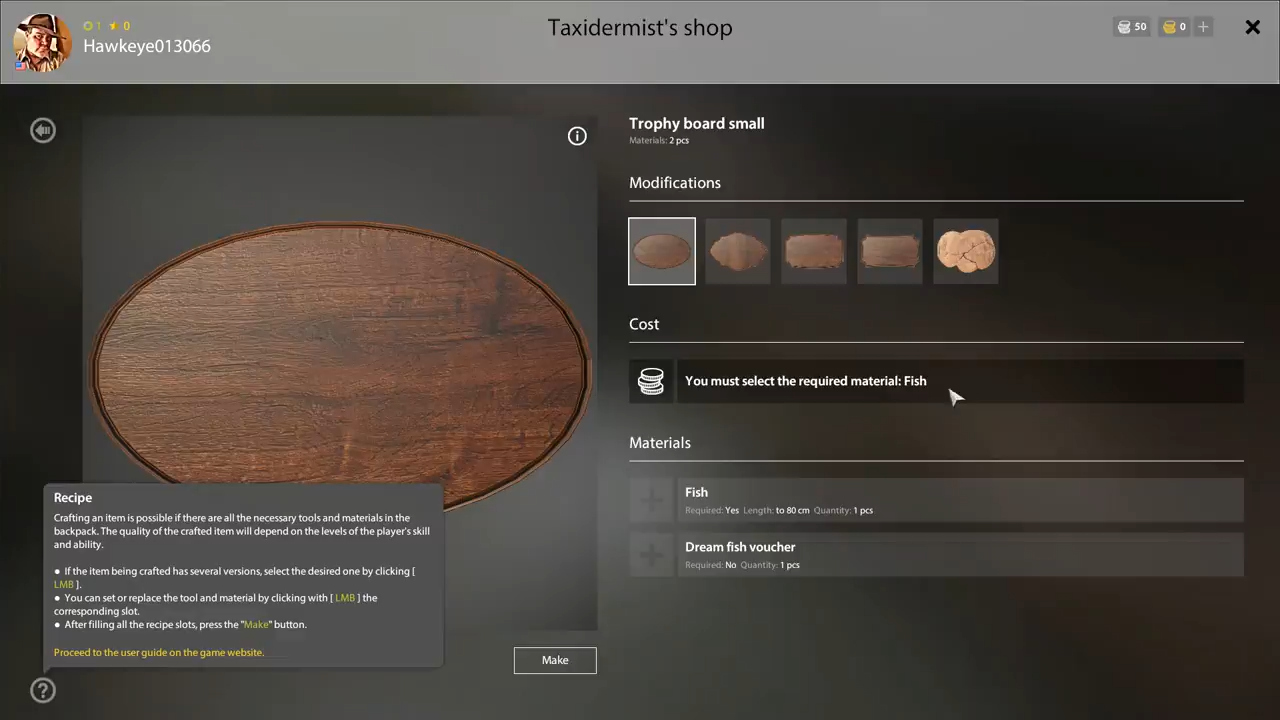 1 0
Hawkeye013066
Taxidermist's shop
50
0
Trophy board small
Materials: 2 pcs
Modifications
Cost
You must select the required material: Fish
Materials
Fish
Required: Yes Length: to 80 cm Quantity: 1 pcs
Dream fish voucher
Required: No Quantity: 1 pcs
Recipe
Crafting an item is possible if there are all the necessary tools and materials in the
backpack. The quality of the crafted item will depend on the levels of the player's skill
and ability.
● If the item being crafted has several versions, select the desired one by clicking [
LMB ].
● You can set or replace the tool and material by clicking with [ LMB ] the
corresponding slot.
● After filling all the recipe slots, press the "Make" button.
Proceed to the user guide on the game website.
Make